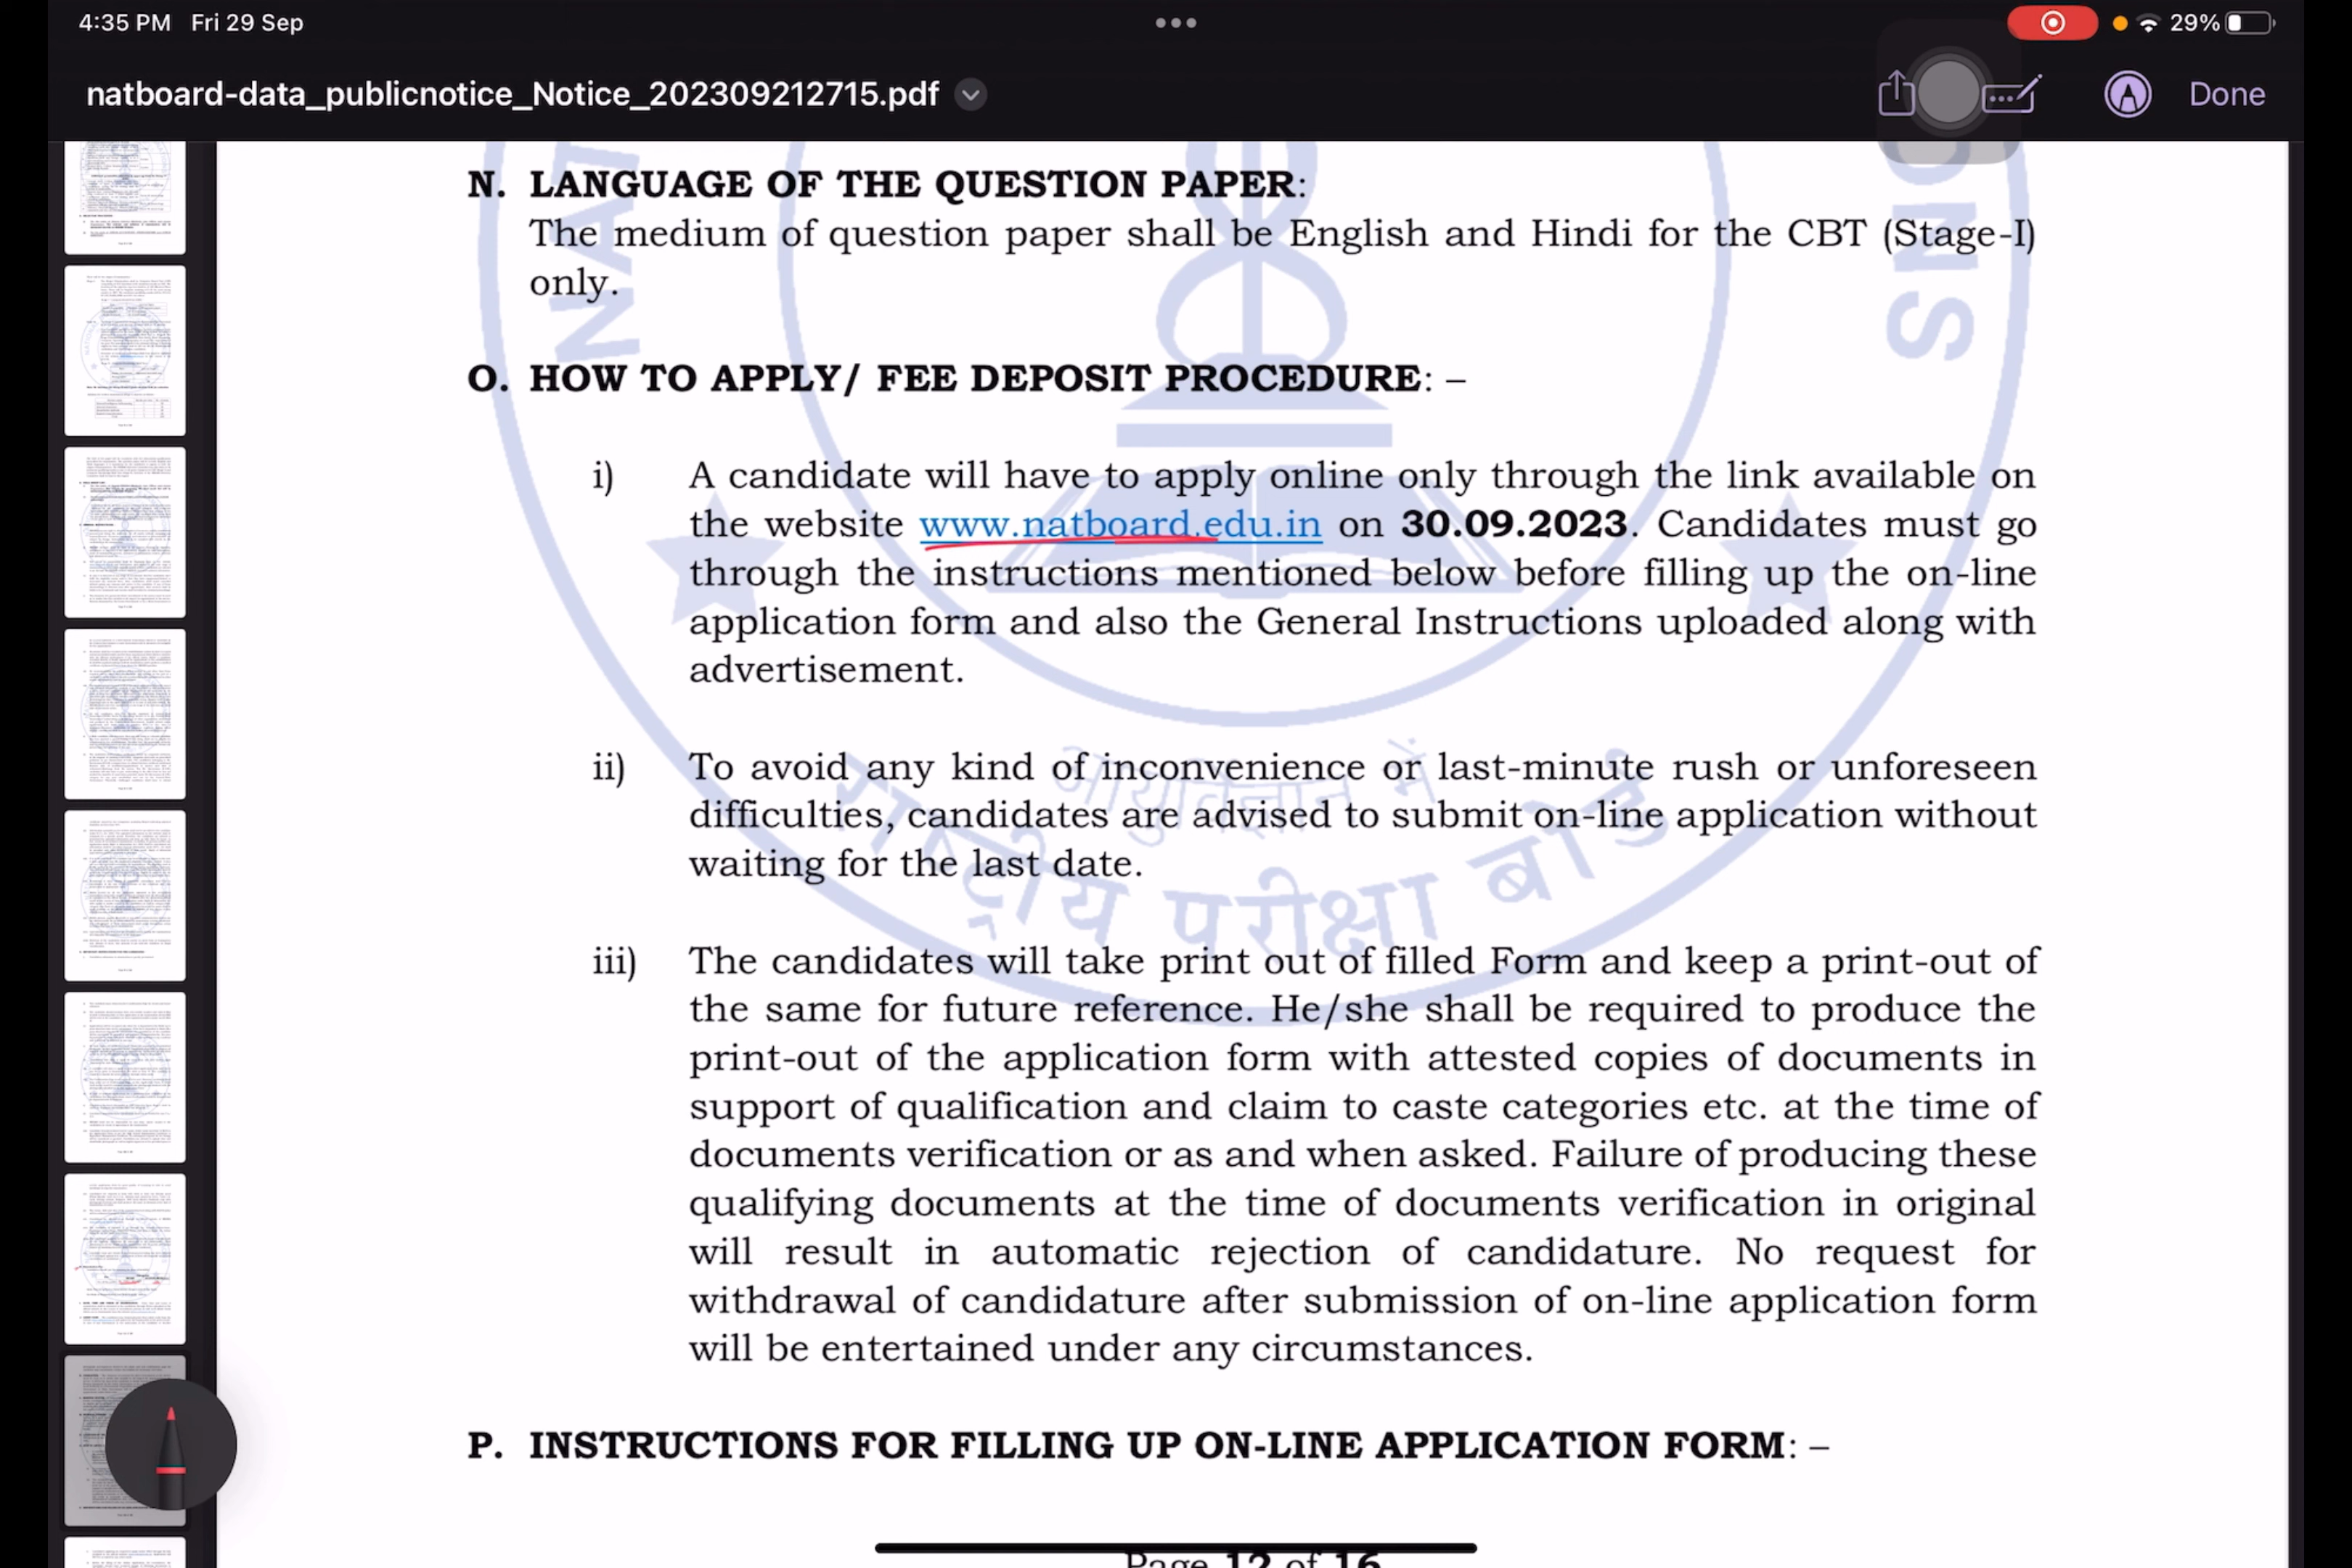 4:35 PM Fri 29 Sep
29%
natboard-data_publicnotice_Notice_202309212715.pdf
Done
N. LANGUAGE OF THE QUESTION PAPER:
The medium of question paper shall be English and Hindi for the CBT (Stage-I)
only.
O. HOW TO APPLY/ FEE DEPOSIT PROCEDURE: –
i) A candidate will have to apply online only through the link available on
the website www.natboard.edu.in on 30.09.2023. Candidates must go
through the instructions mentioned below before filling up the on-line
application form and also the General Instructions uploaded along with
advertisement.
ii) To avoid any kind of inconvenience or last-minute rush or unforeseen
difficulties, candidates are advised to submit on-line application without
waiting for the last date.
iii) The candidates will take print out of filled Form and keep a print-out of
the same for future reference. He/she shall be required to produce the
print-out of the application form with attested copies of documents in
support of qualification and claim to caste categories etc. at the time of
documents verification or as and when asked. Failure of producing these
qualifying documents at the time of documents verification in original
will result in automatic rejection of candidature. No request for
withdrawal of candidature after submission of on-line application form
will be entertained under any circumstances.
P. INSTRUCTIONS FOR FILLING UP ON-LINE APPLICATION FORM: –
Page 12 of 16
NAT
ONS
आयुर्विज्ञान में
राष्ट्रीय परीक्षा बोर्ड